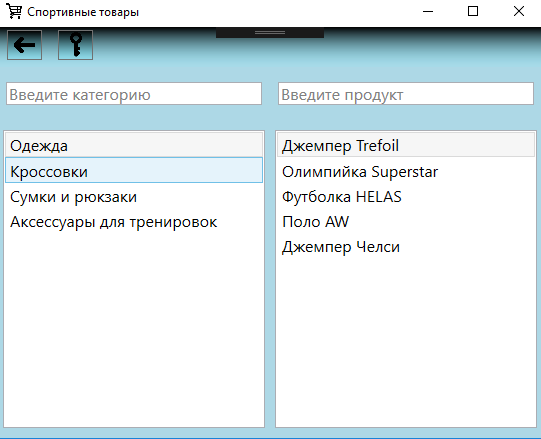 Спортивные товары
Введите категорию
Введите продукт
Одежда
Кроссовки
Сумки и рюкзаки
Аксессуары для тренировок
Джемпер Trefoil
Олимпийка Superstar
Футболка HELAS
Поло AW
Джемпер Челси